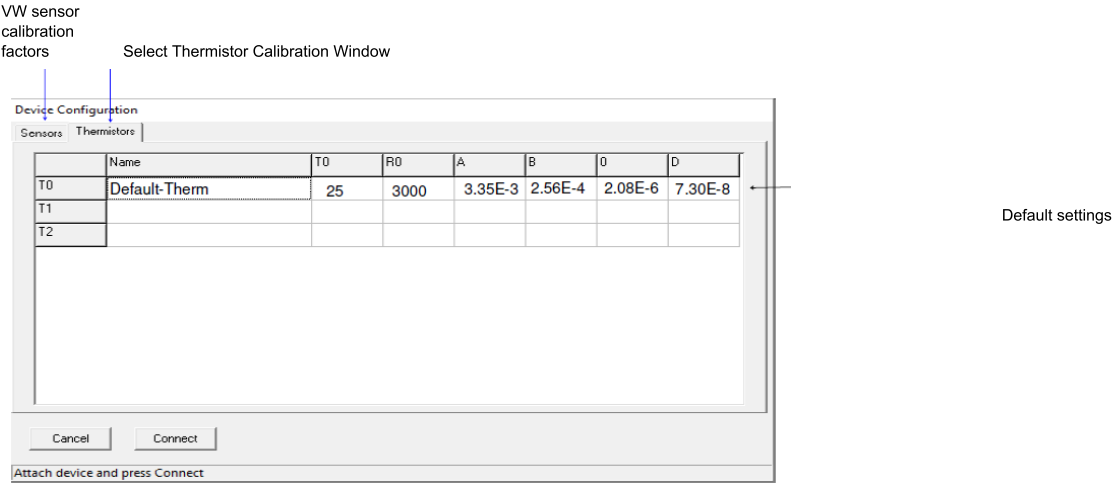 VW sensor
calibration
factors
Select Thermistor Calibration Window
Device Configuration
Sensors Thermistors
Name T0 R0 A B 0 D
T0 Default-Therm 25 3000 3.35E-3 2.56E-4 2.08E-6 7.30E-8
T1
T2
Default settings
Cancel Connect
Attach device and press Connect